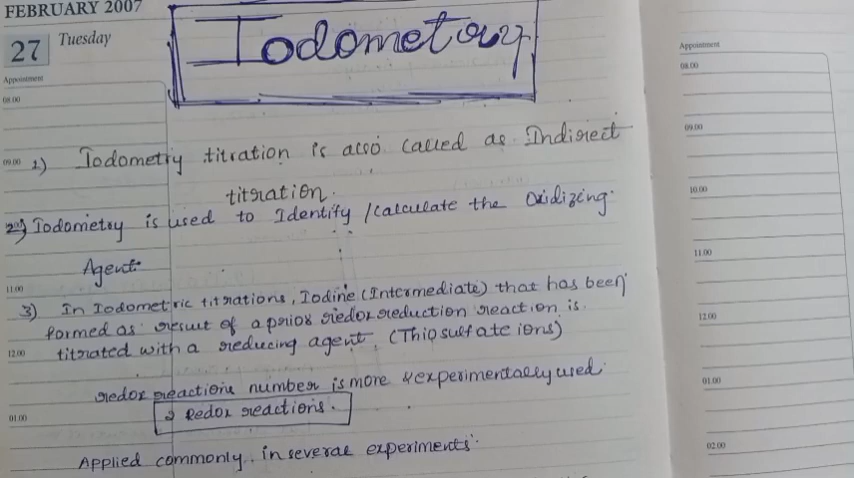 FEBRUARY 2007
27 Tuesday
Iodometry
Appointment
08.00
09.00 1) Iodometry titration is also called as Indirect
titration.
2) Iodometry is used to Identify /calculate the Oxidizing
Agent.
11.00
3) In Iodometric titrations, Iodine (Intermediate) that has been
formed as result of a prior redox reduction reaction is
12.00 titrated with a reducing agent. (Thiosulfate ions)
redox reactions number is more & experimentally used.
01.00 2 Redox reactions.
Applied commonly in several experiments.
Appointment
08.00
09.00
10.00
11.00
12.00
01.00
02.00